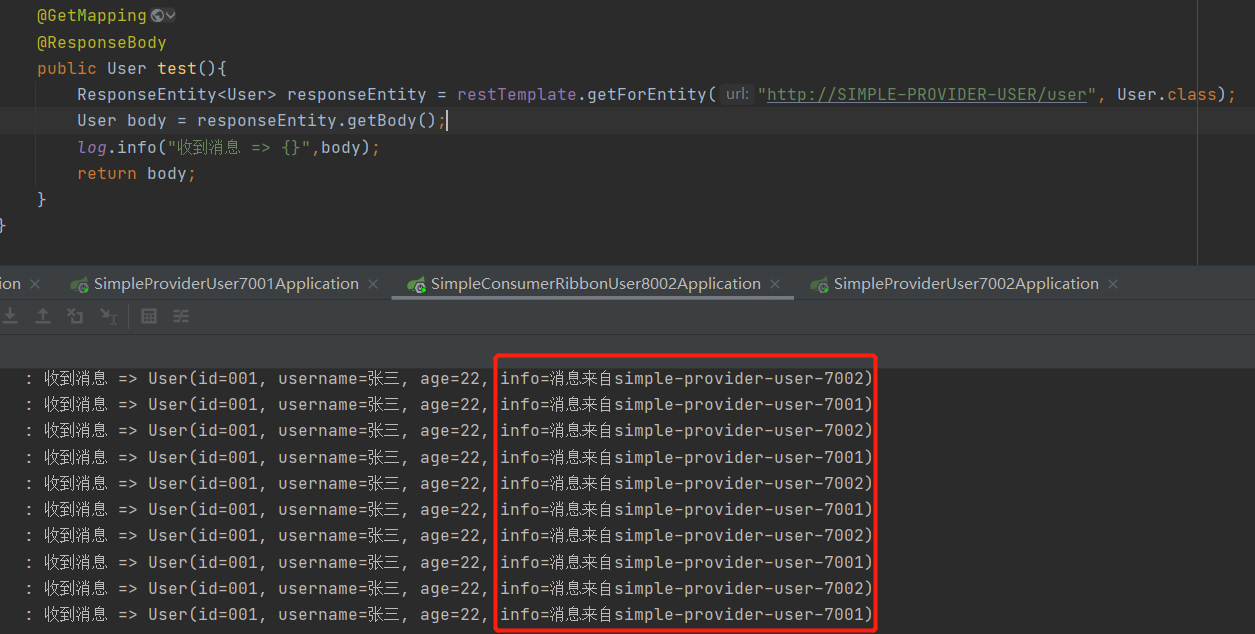 @GetMapping
@ResponseBody
public User test(){
ResponseEntity<User> responseEntity = restTemplate.getForEntity( url: "http://SIMPLE-PROVIDER-USER/user", User.class);
User body = responseEntity.getBody();
log.info("收到消息 => {}",body);
return body;
}
}
ion × SimpleProviderUser7001Application × SimpleConsumerRibbonUser8002Application × SimpleProviderUser7002Application ×
: 收到消息 => User(id=001, username=张三, age=22, info=消息来自simple-provider-user-7002)
: 收到消息 => User(id=001, username=张三, age=22, info=消息来自simple-provider-user-7001)
: 收到消息 => User(id=001, username=张三, age=22, info=消息来自simple-provider-user-7002)
: 收到消息 => User(id=001, username=张三, age=22, info=消息来自simple-provider-user-7001)
: 收到消息 => User(id=001, username=张三, age=22, info=消息来自simple-provider-user-7002)
: 收到消息 => User(id=001, username=张三, age=22, info=消息来自simple-provider-user-7001)
: 收到消息 => User(id=001, username=张三, age=22, info=消息来自simple-provider-user-7002)
: 收到消息 => User(id=001, username=张三, age=22, info=消息来自simple-provider-user-7001)
: 收到消息 => User(id=001, username=张三, age=22, info=消息来自simple-provider-user-7002)
: 收到消息 => User(id=001, username=张三, age=22, info=消息来自simple-provider-user-7001)